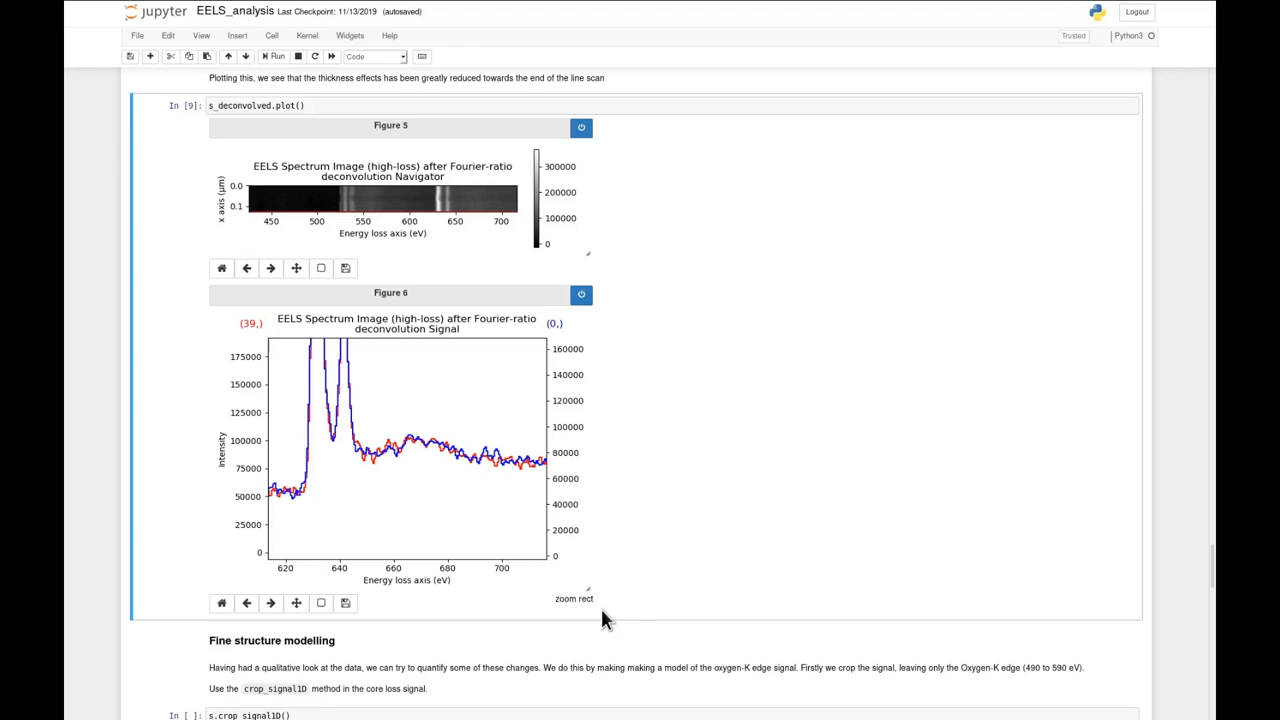 jupyter EELS_analysis Last Checkpoint: 11/13/2019 (autosaved) Logout
File Edit View Insert Cell Kernel Widgets Help Trusted Python3
Run Code
Plotting this, we see that the thickness effects has been greatly reduced towards the end of the line scan
In [9]: s_deconvolved.plot()
Figure 5
EELS Spectrum Image (high-loss) after Fourier-ratio
deconvolution Navigator
x axis (μm)
0.0
0.1
450 500 550 600 650 700
Energy loss axis (eV)
300000
200000
100000
0
Figure 6
(39,) EELS Spectrum Image (high-loss) after Fourier-ratio (0,)
deconvolution Signal
Intensity
175000
150000
125000
100000
75000
50000
25000
0
160000
140000
120000
100000
80000
60000
40000
20000
0
620 640 660 680 700
Energy loss axis (eV)
zoom rect
Fine structure modelling
Having had a qualitative look at the data, we can try to quantify some of these changes. We do this by making making a model of the oxygen-K edge signal. Firstly we crop the signal, leaving only the Oxygen-K edge (490 to 590 eV).
Use the crop_signal1D method in the core loss signal.
In [ ]: s.crop_signal1D()